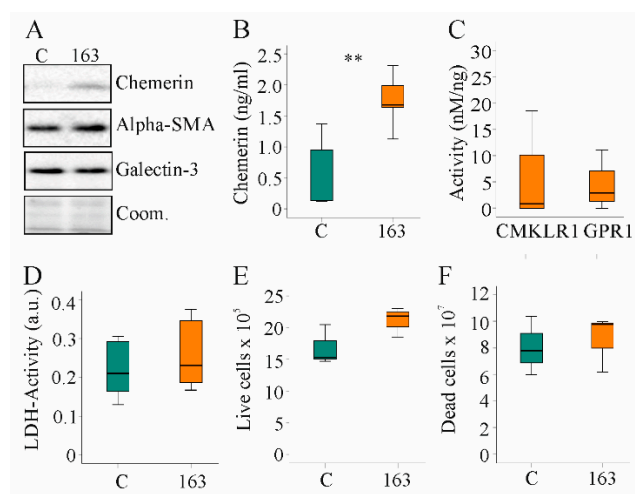 A
C 163
Chemerin
Alpha-SMA
Galectin-3
Coom.
B
Chemerin (ng/ml)
2.5
2.0
1.5
1.0
0.5
0
**
C 163
C
Activity (nM/ng)
30
25
20
15
10
5
0
CMKLR1 GPR1
D
LDH-Activity (a.u.)
0.4
0.3
0.2
0.1
0
C 163
E
Live cells x 10⁵
25
20
15
10
5
0
C 163
F
Dead cells x 10⁷
12
10
8
6
4
2
0
C 163